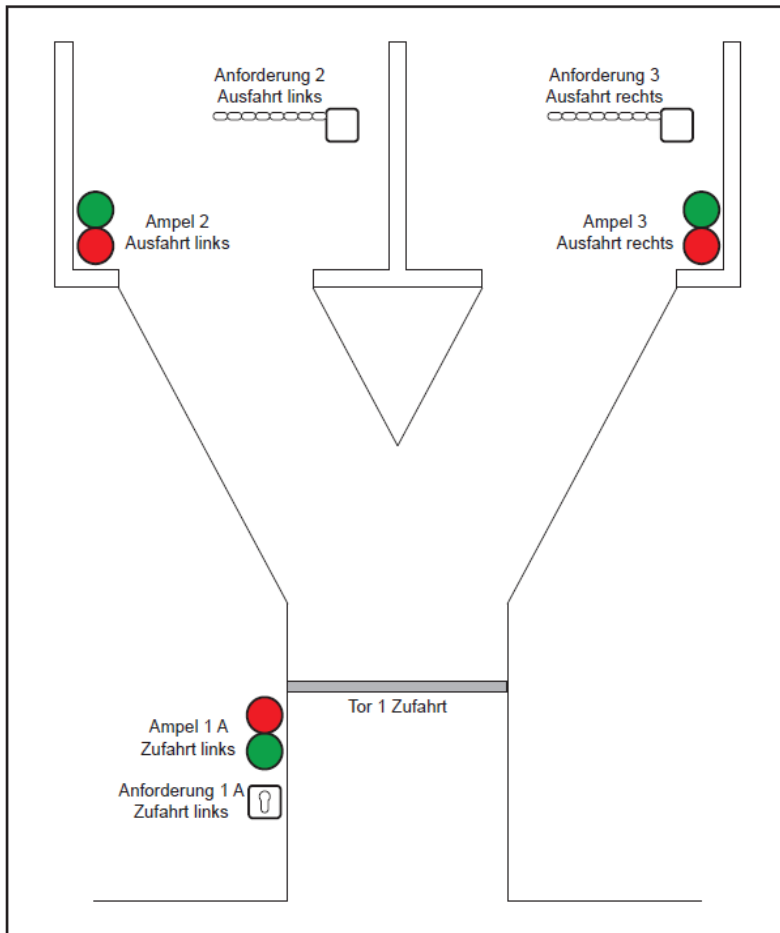 Anforderung 2
Ausfahrt links
Anforderung 3
Ausfahrt rechts
Ampel 2
Ausfahrt links
Ampel 3
Ausfahrt rechts
Tor 1 Zufahrt
Ampel 1 A
Zufahrt links
Anforderung 1 A
Zufahrt links